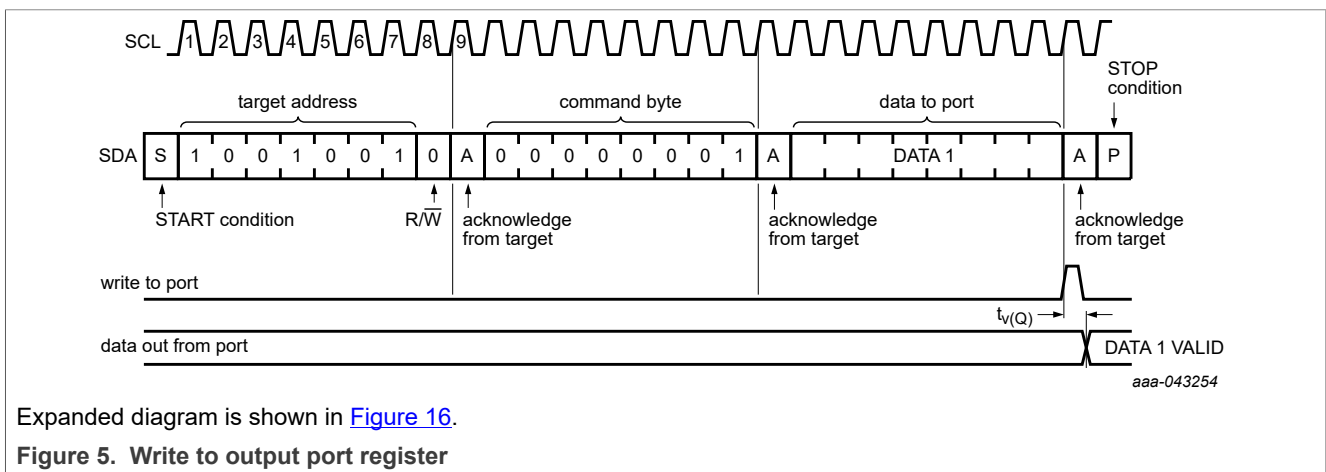 SCL 1 2 3 4 5 6 7 8 9
STOP
condition
target address command byte data to port
SDA S 1 0 0 1 0 0 1 0 A 0 0 0 0 0 0 0 1 A DATA 1 A P
START condition R/W̅ acknowledge acknowledge acknowledge
from target from target from target
write to port
tv(Q)
data out from port DATA 1 VALID
aaa-043254
Expanded diagram is shown in Figure 16.
Figure 5. Write to output port register